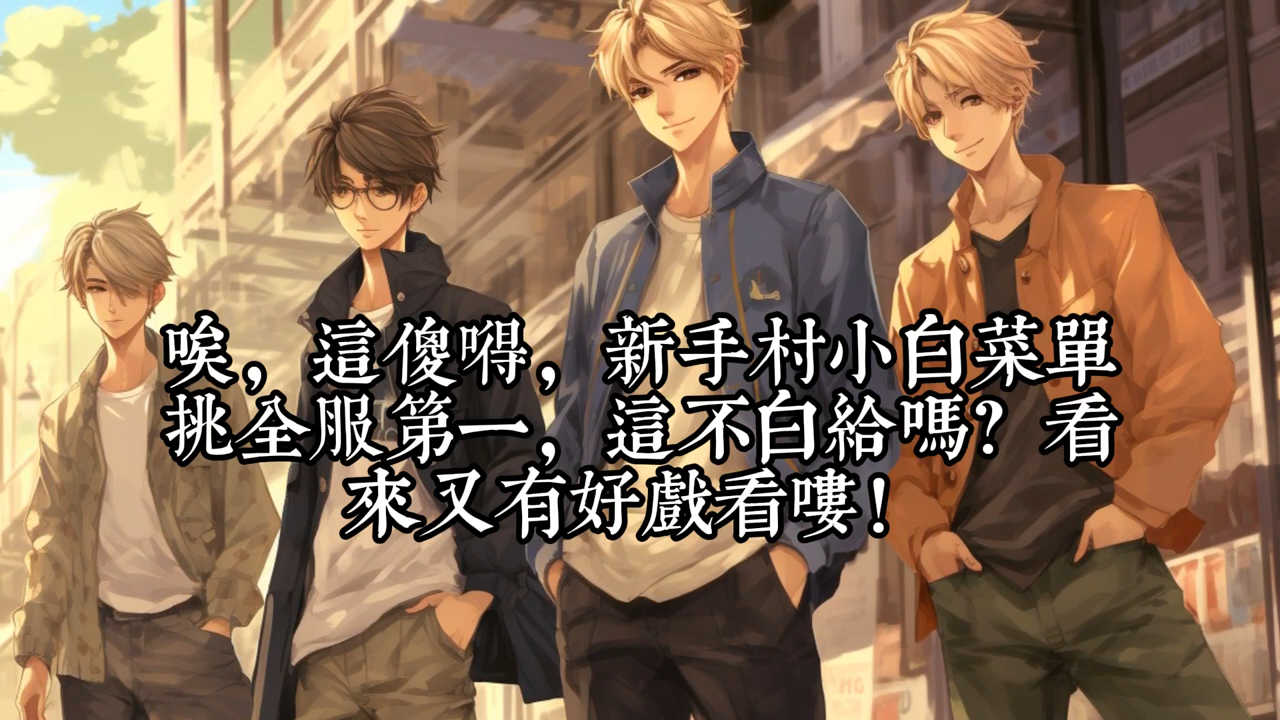 唉，這傻嘚，新手村小白菜單
挑全服第一，這不白給嗎？看
來又有好戲看嘍！